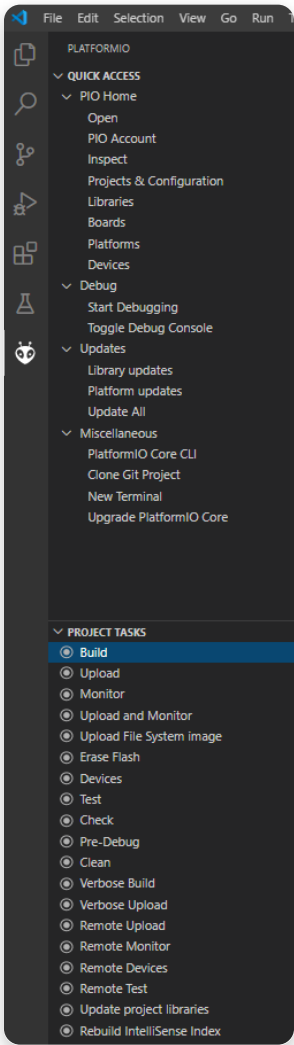 File Edit Selection View Go Run
PLATFORMIO
QUICK ACCESS
PIO Home
Open
PIO Account
Inspect
Projects & Configuration
Libraries
Boards
Platforms
Devices
Debug
Start Debugging
Toggle Debug Console
Updates
Library updates
Platform updates
Update All
Miscellaneous
PlatformIO Core CLI
Clone Git Project
New Terminal
Upgrade PlatformIO Core
PROJECT TASKS
Build
Upload
Monitor
Upload and Monitor
Upload File System image
Erase Flash
Devices
Test
Check
Pre-Debug
Clean
Verbose Build
Verbose Upload
Remote Upload
Remote Monitor
Remote Devices
Remote Test
Update project libraries
Rebuild IntelliSense Index